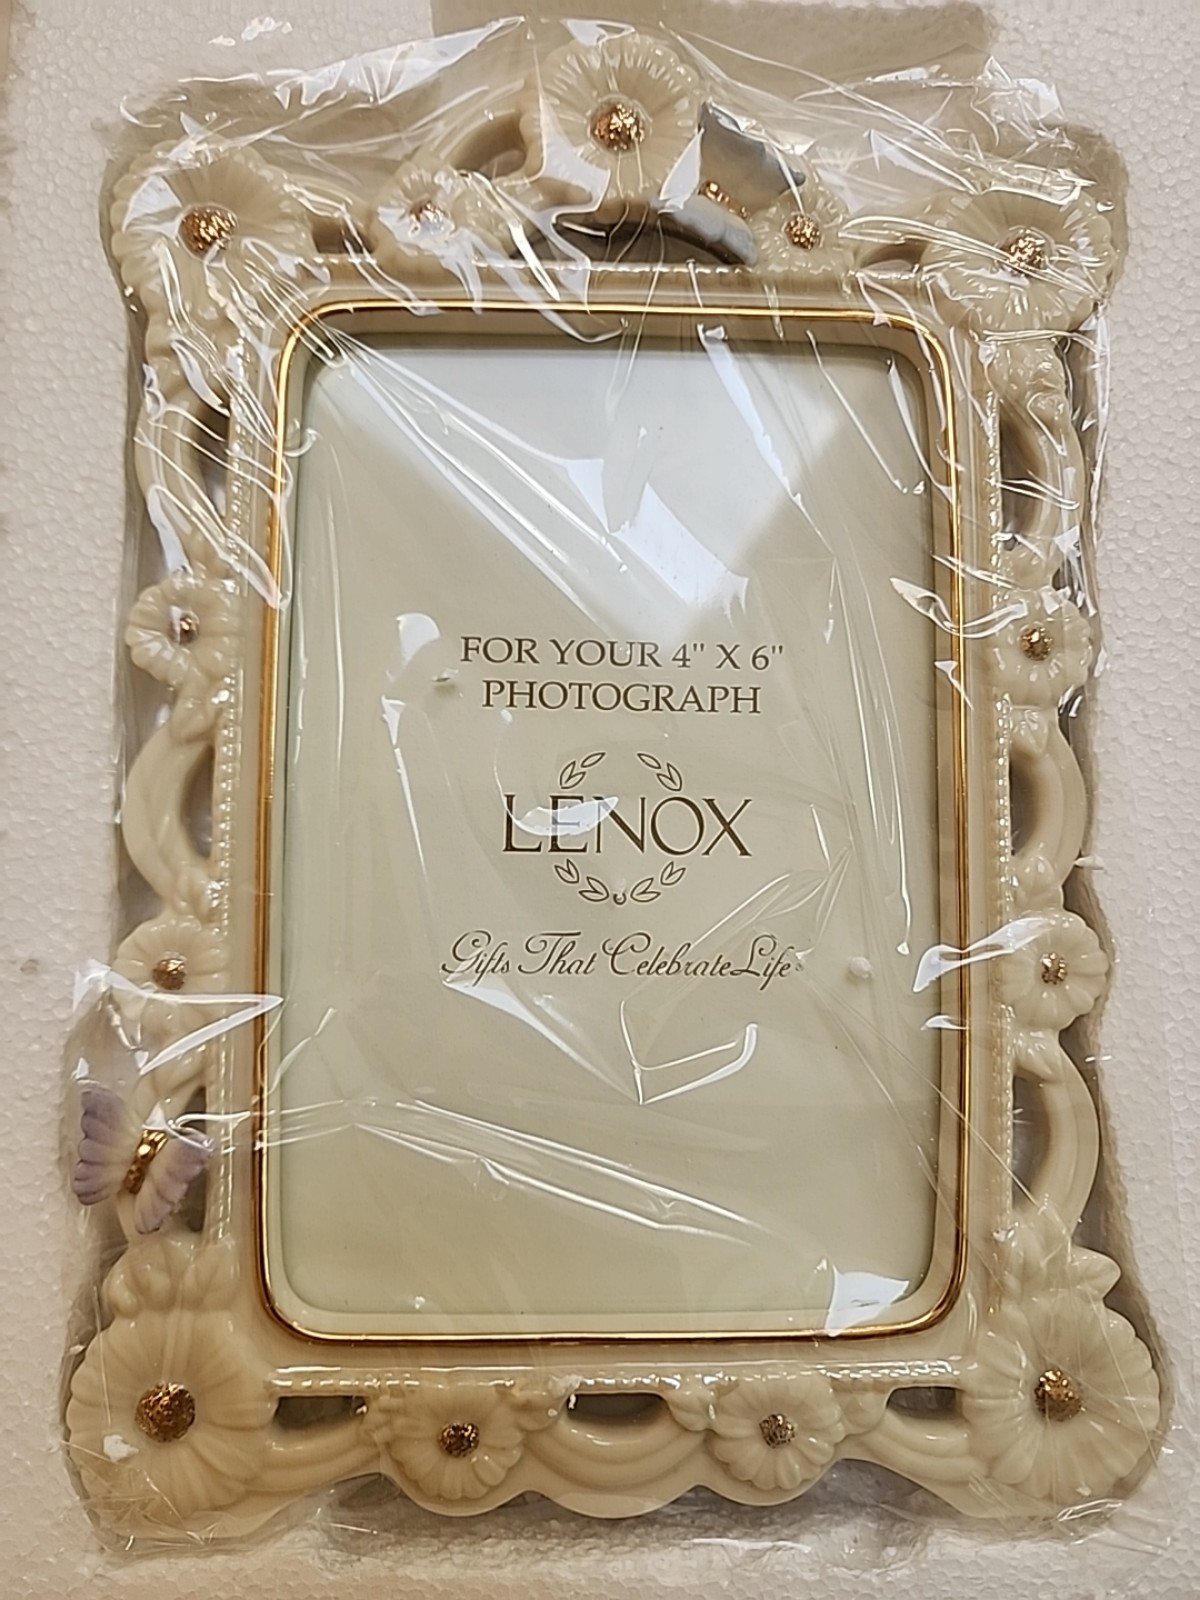 FOR YOUR 4" X 6"
PHOTOGRAPH
LENOX
Gifts That Celebrate Life